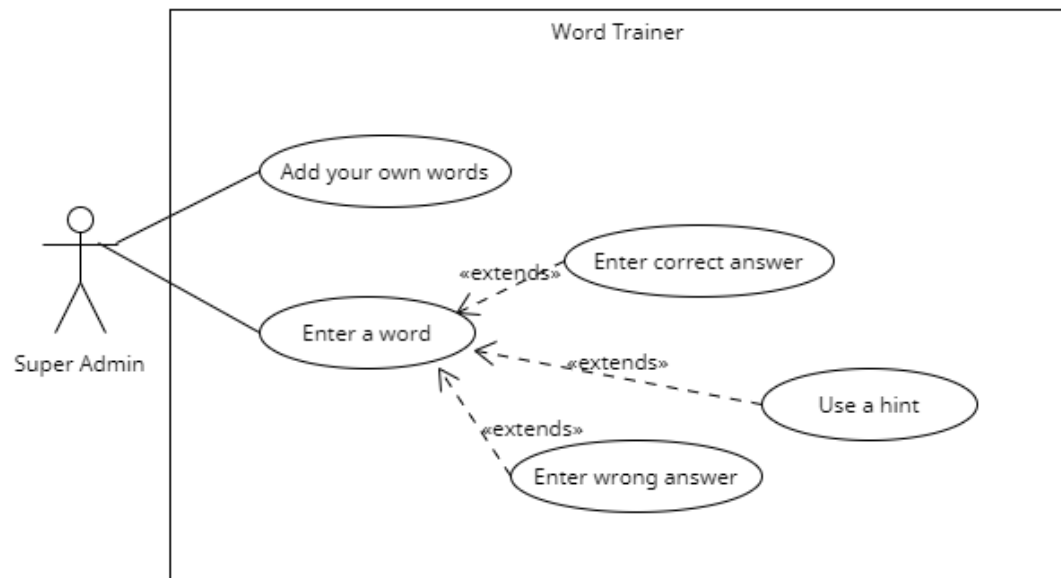 Word Trainer
Add your own words
Enter correct answer
«extends»
Enter a word
Super Admin
«extends»
Use a hint
«extends»
Enter wrong answer